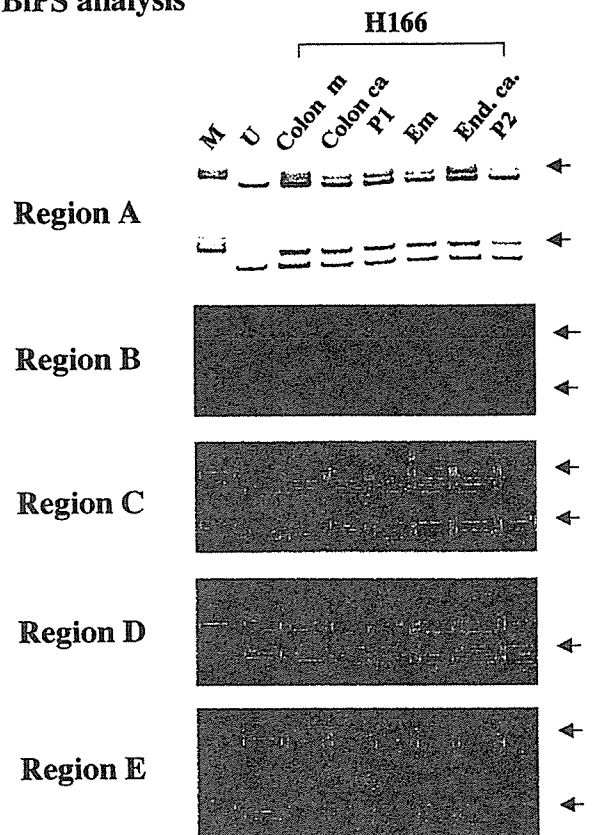 BiPS analysis
H166
M
U
Colon m
Colon ca
P1
Em
End. ca.
P2
Region A
Region B
Region C
Region D
Region E